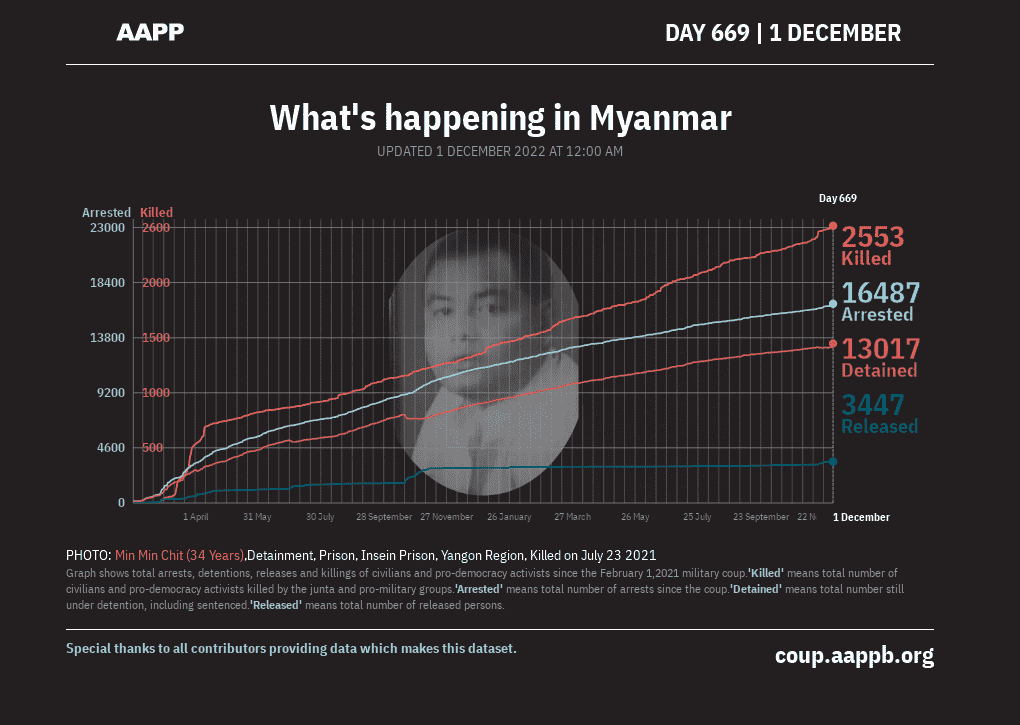 AAPP
DAY 669 | 1 DECEMBER
What's happening in Myanmar
UPDATED 1 DECEMBER 2022 AT 12:00 AM
Day 669
Arrested Killed
23000 2600
18400 2000
13800 1500
9200 1000
4600 500
0
2553
Killed
16487
Arrested
13017
Detained
3447
Released
1 April 31 May 30 July 28 September 27 November 26 January 27 March 26 May 25 July 23 September 22 1 December
PHOTO: Min Min Chit (34 Years),Detainment, Prison, Insein Prison, Yangon Region, Killed on July 23 2021
Graph shows total arrests, detentions, releases and killings of civilians and pro-democracy activists since the February 1,2021 military coup.'Killed' means total number of
civilians and pro-democracy activists killed by the junta and pro-military groups.'Arrested' means total number of arrests since the coup.'Detained' means total number still
under detention, including sentenced.'Released' means total number of released persons.
Special thanks to all contributors providing data which makes this dataset.
coup.aappb.org